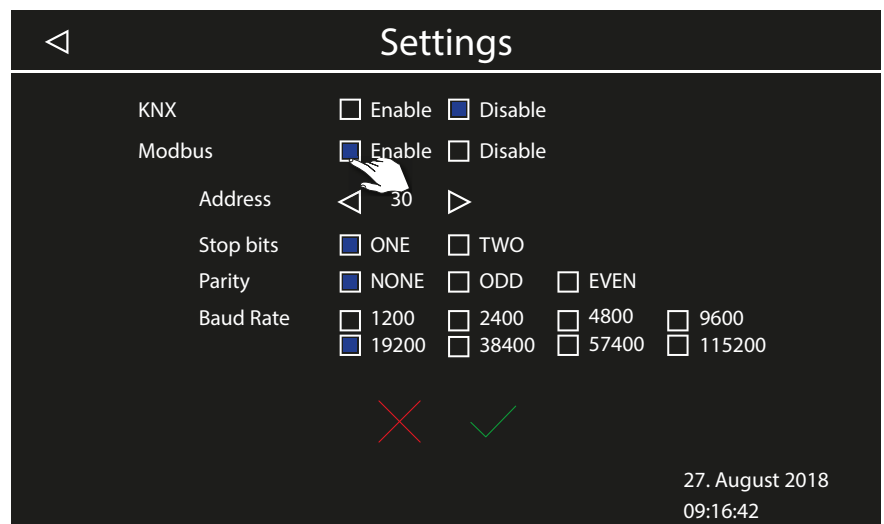 Settings
KNX Enable Disable
Modbus Enable Disable
Address 30
Stop bits ONE TWO
Parity NONE ODD EVEN
Baud Rate 1200 2400 4800 9600
19200 38400 57400 115200
27. August 2018
09:16:42